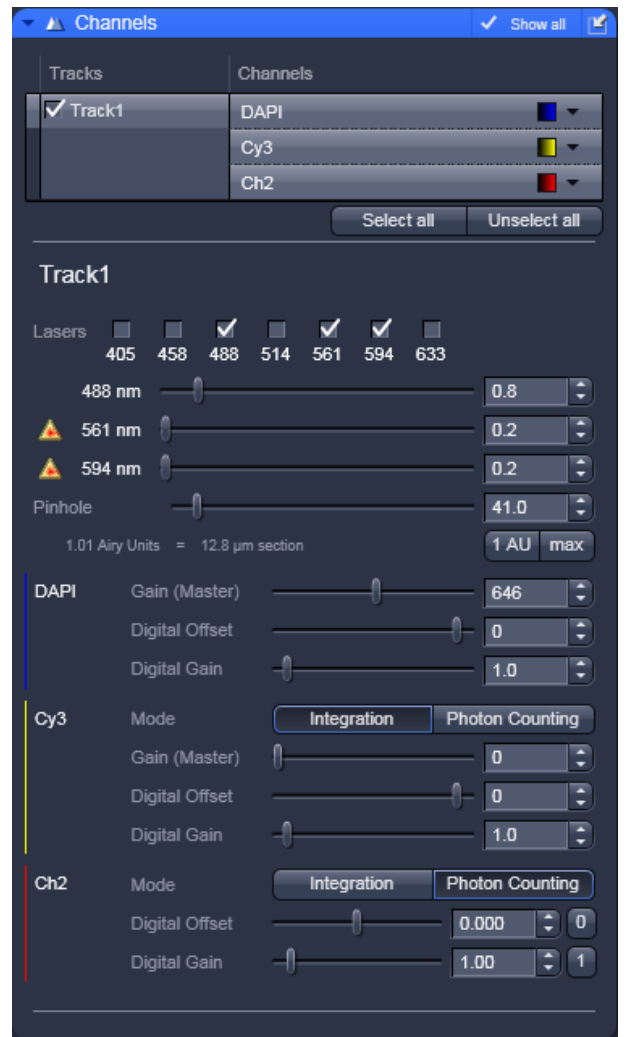 Channels Show all
Tracks Channels
Track1 DAPI
Cy3
Ch2
Select all Unselect all
Track1
Lasers
405 458 488 514 561 594 633
488 nm 0.8
561 nm 0.2
594 nm 0.2
Pinhole 41.0
1.01 Airy Units = 12.8 µm section 1 AU max
DAPI Gain (Master) 646
Digital Offset 0
Digital Gain 1.0
Cy3 Mode Integration Photon Counting
Gain (Master) 0
Digital Offset 0
Digital Gain 1.0
Ch2 Mode Integration Photon Counting
Digital Offset 0.000 0
Digital Gain 1.00 1